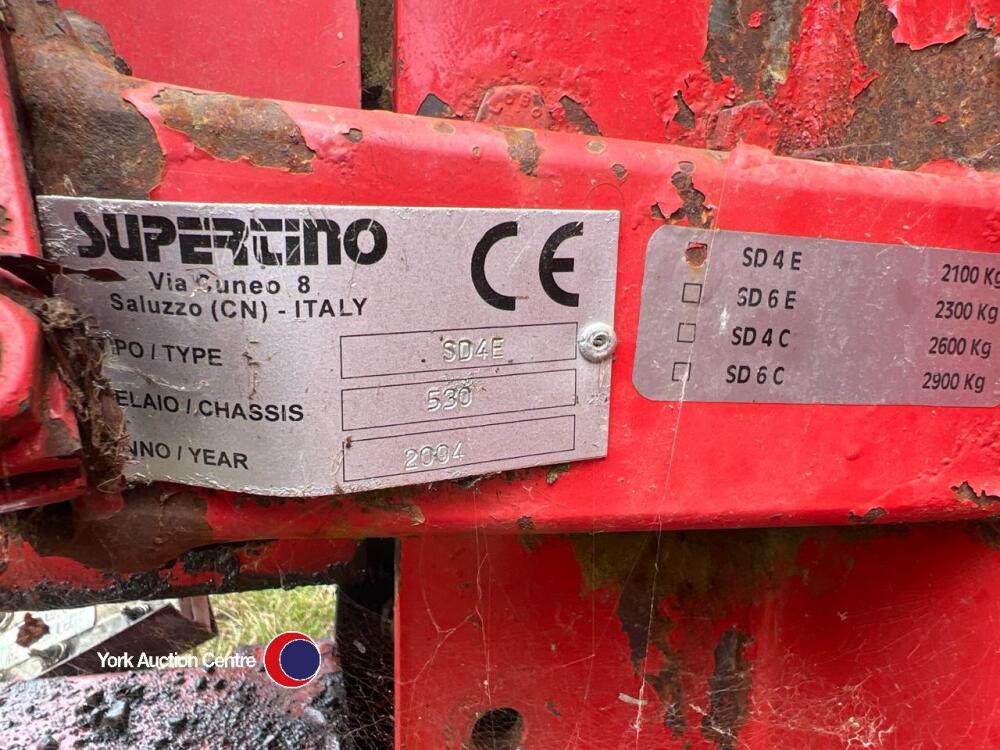 SUPERTINO
CE
Via Cuneo 8
Saluzzo (CN) - ITALY
PO / TYPE SD4E
ELAIO / CHASSIS 530
NNO / YEAR 2004
SD 4 E 2100 Kg
SD 6 E 2300 Kg
SD 4 C 2600 Kg
SD 6 C 2900 Kg
York Auction Centre